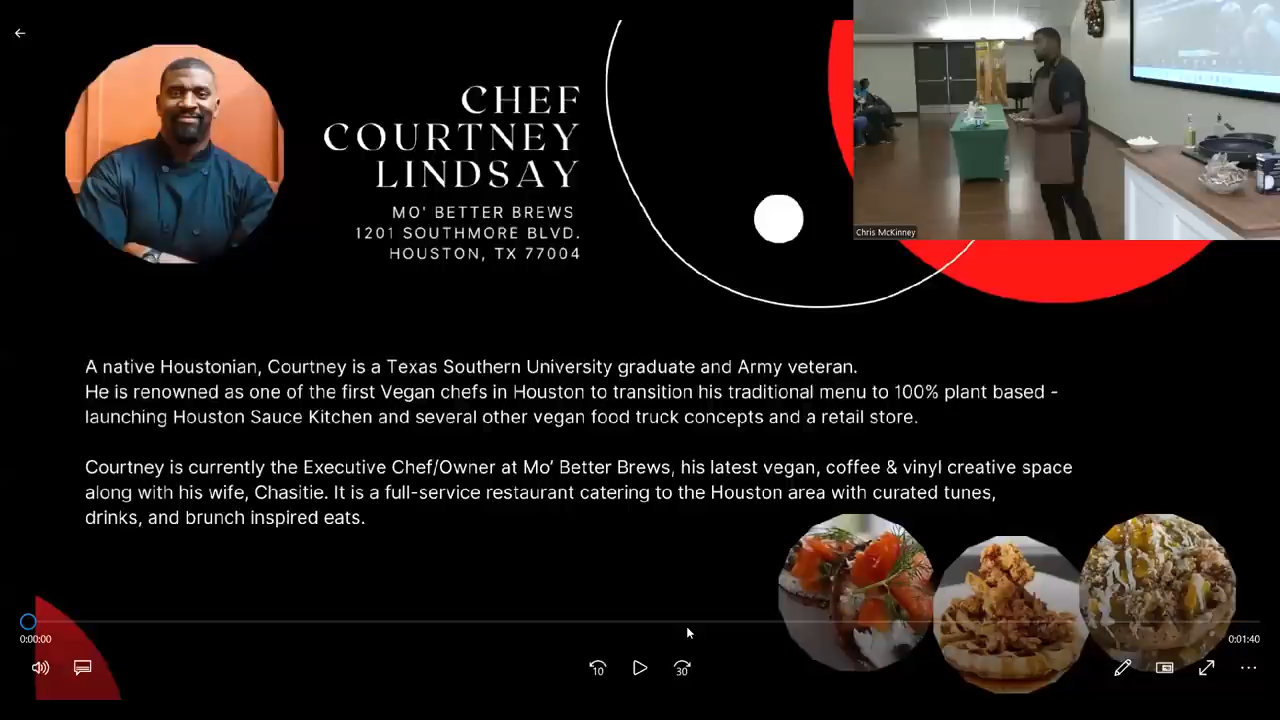 CHEF
COURTNEY
LINDSAY
MO' BETTER BREWS
1201 SOUTHMORE BLVD.
HOUSTON, TX 77004
Chris McKinney
A native Houstonian, Courtney is a Texas Southern University graduate and Army veteran.
He is renowned as one of the first Vegan chefs in Houston to transition his traditional menu to 100% plant based -
launching Houston Sauce Kitchen and several other vegan food truck concepts and a retail store.
Courtney is currently the Executive Chef/Owner at Mo' Better Brews, his latest vegan, coffee & vinyl creative space
along with his wife, Chasitie. It is a full-service restaurant catering to the Houston area with curated tunes,
drinks, and brunch inspired eats.
0:00:00
0:01:40
10
30